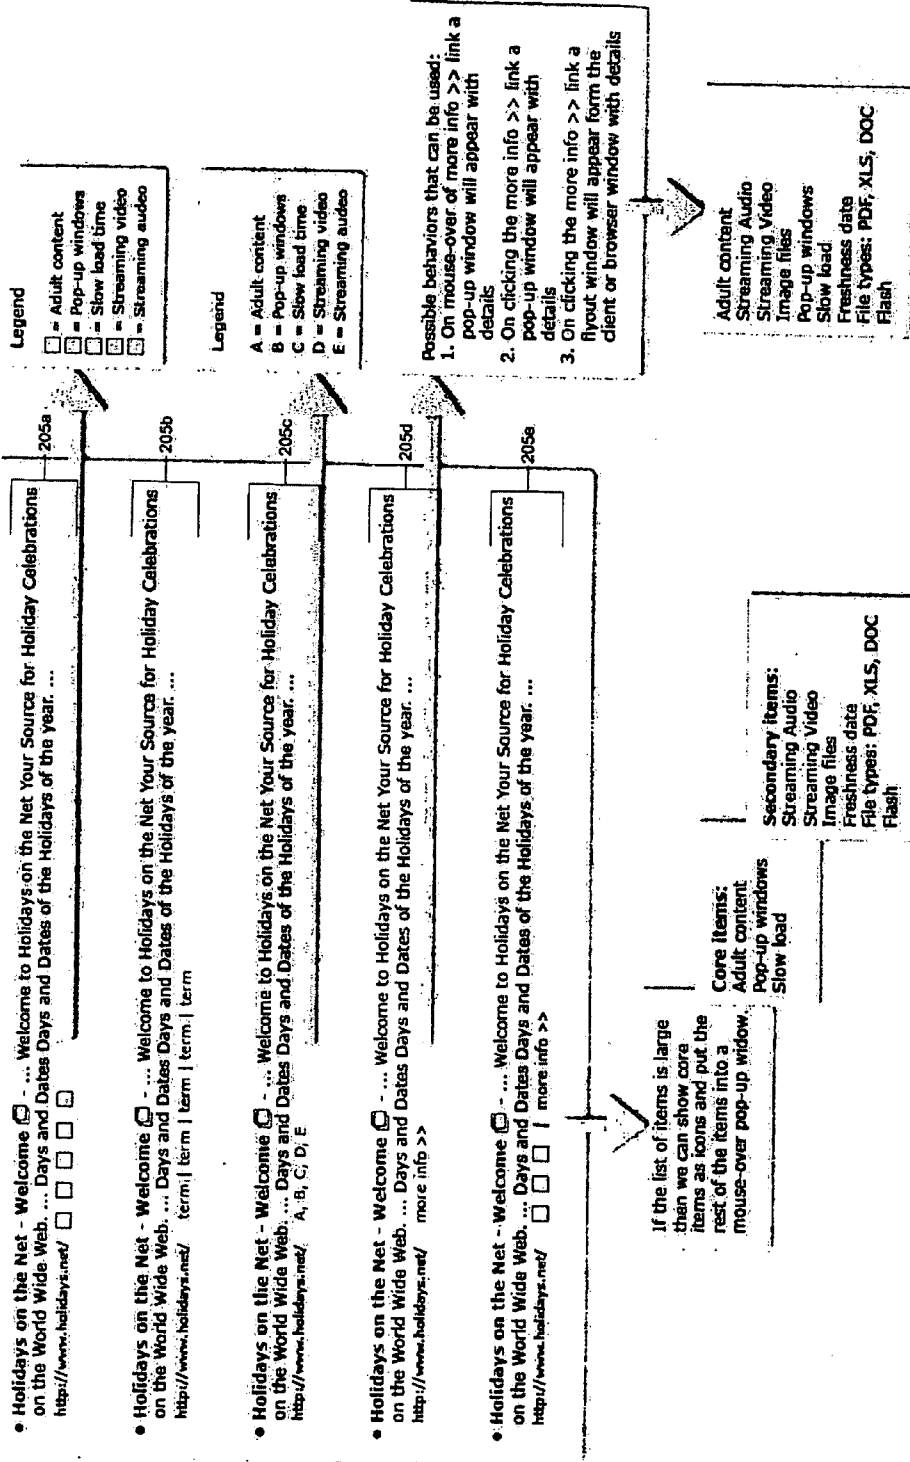 • Holidays on the Net - Welcome - ... Welcome to Holidays on the Net Your Source for Holiday Celebrations
on the World Wide Web. ... Days and Dates Days and Dates of the Holidays of the year. ...
http://www.holidays.net/
205a
• Holidays on the Net - Welcome - ... Welcome to Holidays on the Net Your Source for Holiday Celebrations
on the World Wide Web. ... Days and Dates Days and Dates of the Holidays of the year. ...
http://www.holidays.net/ term | term | term | term | term
205b
• Holidays on the Net - Welcome - ... Welcome to Holidays on the Net Your Source for Holiday Celebrations
on the World Wide Web. ... Days and Dates Days and Dates of the Holidays of the year. ...
http://www.holidays.net/ A, B, C, D, E
205c
• Holidays on the Net - Welcome - ... Welcome to Holidays on the Net Your Source for Holiday Celebrations
on the World Wide Web. ... Days and Dates Days and Dates of the Holidays of the year. ...
http://www.holidays.net/ more info >>
205d
• Holidays on the Net - Welcome - ... Welcome to Holidays on the Net Your Source for Holiday Celebrations
on the World Wide Web. ... Days and Dates Days and Dates of the Holidays of the year. ...
http://www.holidays.net/ | more info >>
205e
Legend
= Adult content
= Pop-up windows
= Slow load time
= Streaming video
= Streaming audeo
Legend
A = Adult content
B = Pop-up windows
C = Slow load time
D = Streaming video
E = Streaming audeo
Possible behaviors that can be used:
1. On mouse-over of more info >> link a
pop-up window will appear with
details
2. On clicking the more info >> link a
pop-up window will appear with
details
3. On clicking the more info >> link a
flyout window will appear form the
client or browser window with details
Adult content
Streaming Audio
Streaming Video
Image files
Pop-up windows
Slow load
Freshness date
File types: PDF, XLS, DOC
Flash
If the list of items is large
then we can show core
items as icons and put the
rest of the items into a
mouse-over pop-up widow.
Core items:
Adult content
Pop-up windows
Slow load
Secondary items:
Streaming Audio
Streaming Video
Image files
Freshness date
File types: PDF, XLS, DOC
Flash